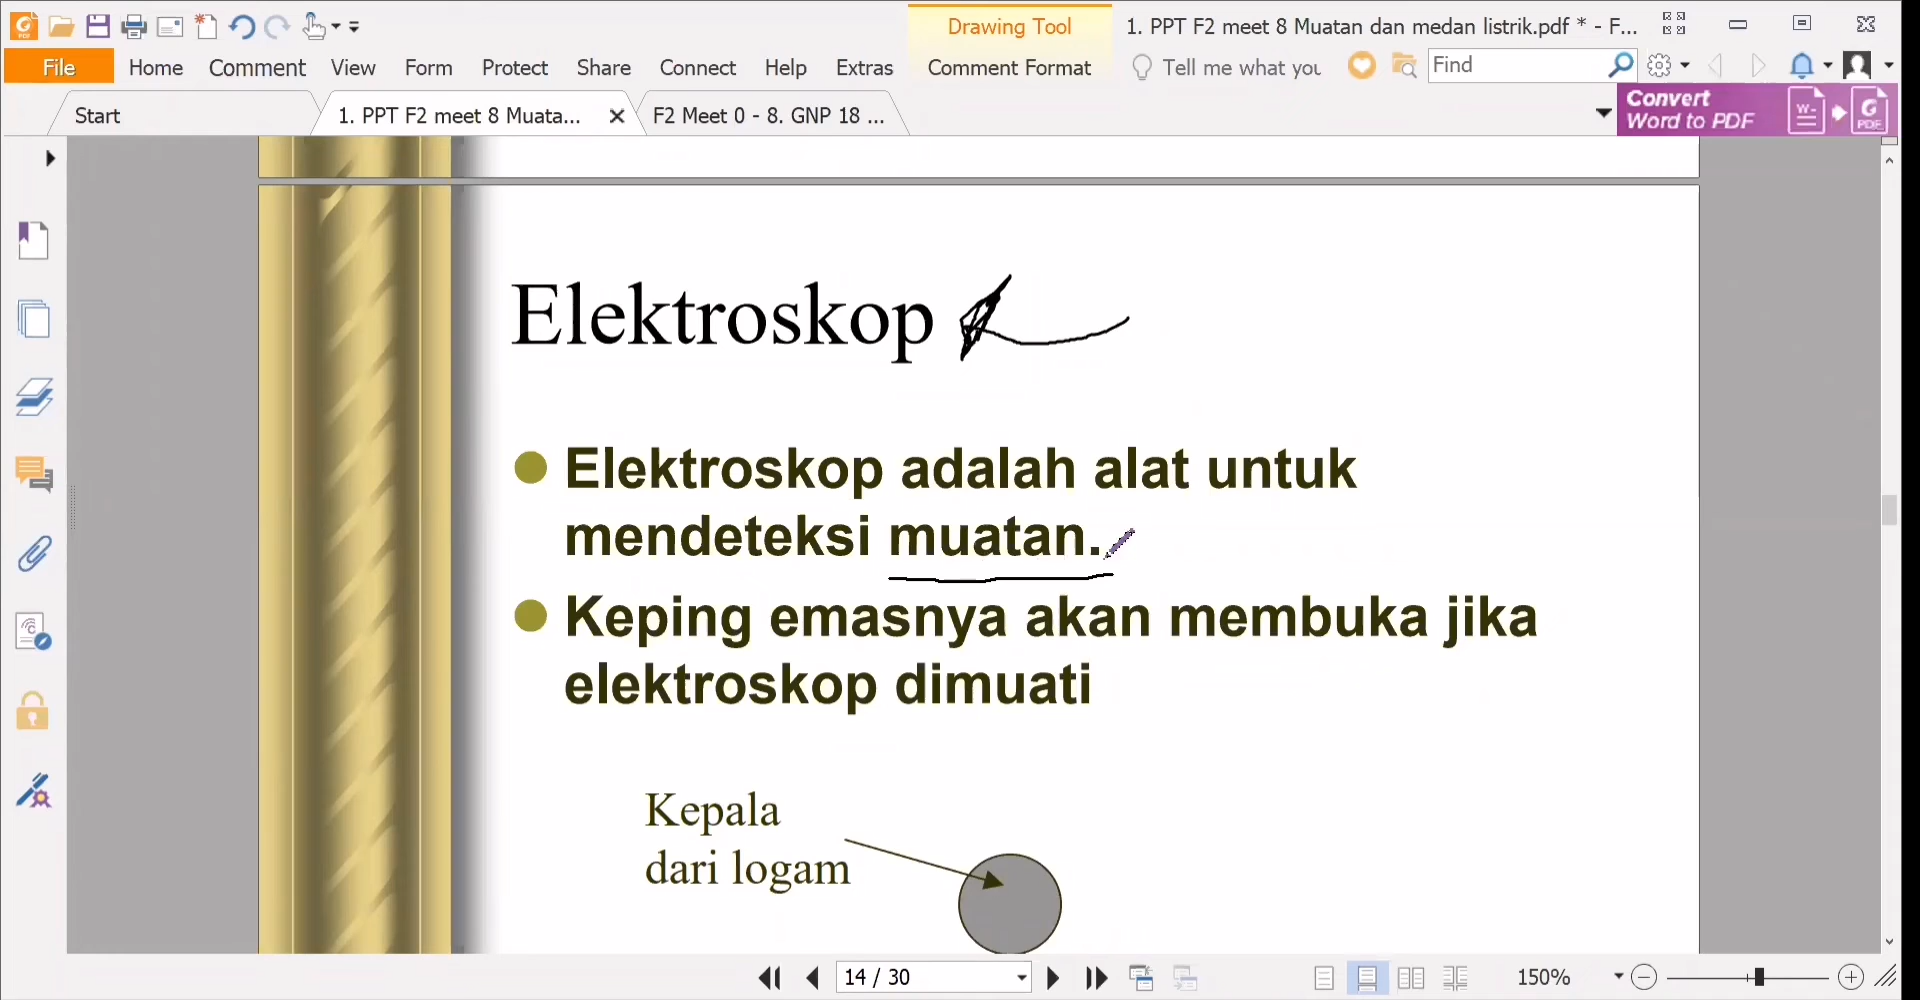 Drawing Tool
1. PPT F2 meet 8 Muatan dan medan listrik.pdf * - F...
File Home Comment View Form Protect Share Connect Help Extras Comment Format Tell me what you Find
Start
1. PPT F2 meet 8 Muata...
F2 Meet 0 - 8. GNP 18 ...
Convert
Word to PDF
W-
PDF
Elektroskop
Elektroskop adalah alat untuk
mendeteksi muatan.
Keping emasnya akan membuka jika
elektroskop dimuati
Kepala
dari logam
14 / 30
150%